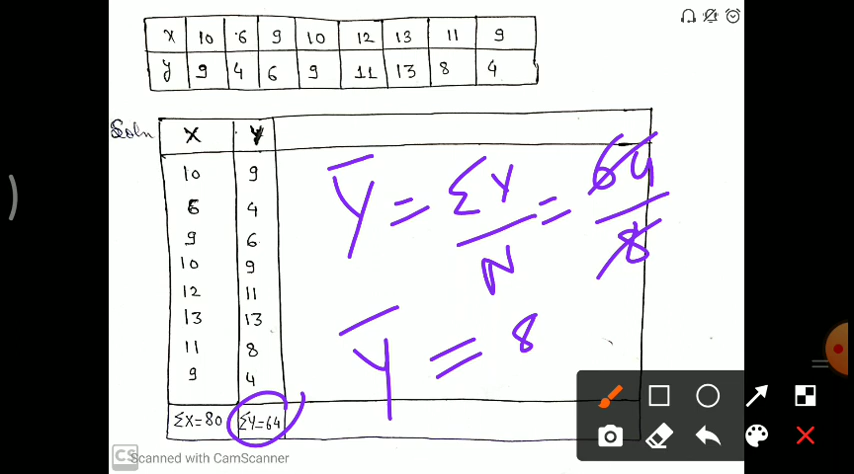 X 10 6 9 10 12 13 11 9
Y 9 4 6 9 11 13 8 4
Soln
X Y
10 9
6 4
9 6
10 9
12 11
13 13
11 8
9 4
ΣX=80 ΣY=64
Y̅ = ΣY/N = 64/8
Y̅ = 8
CS Scanned with CamScanner